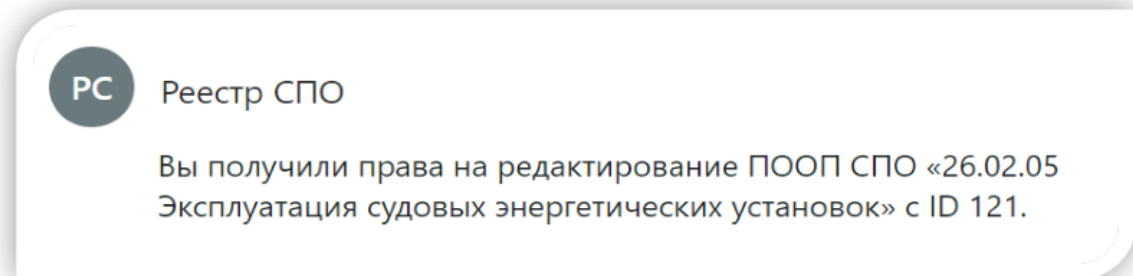 РС
Реестр СПО
Вы получили права на редактирование ПООП СПО «26.02.05
Эксплуатация судовых энергетических установок» с ID 121.